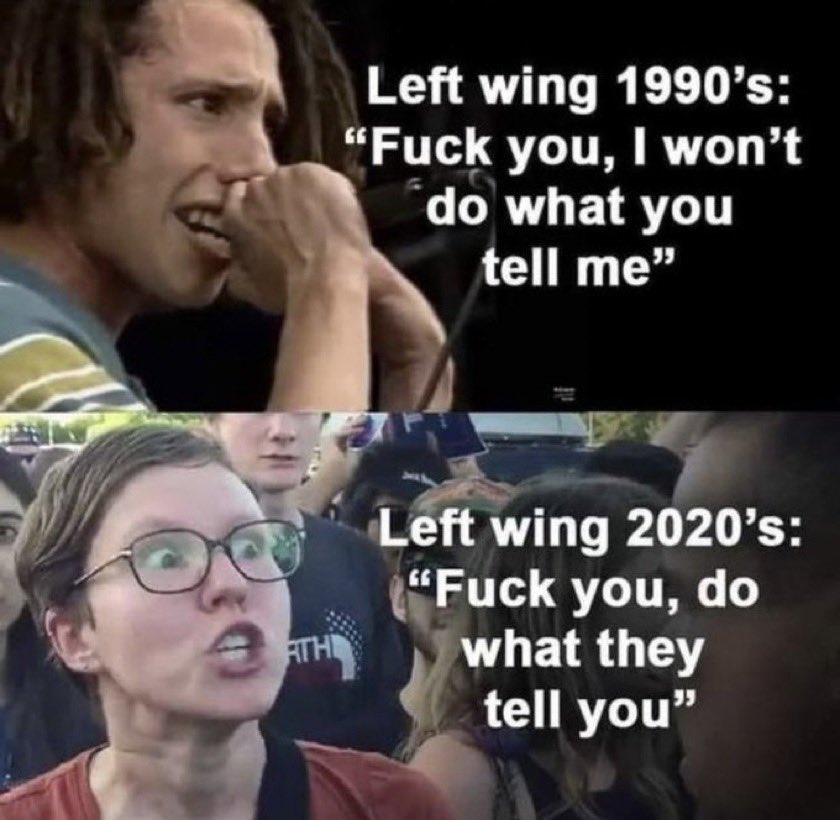 Left wing 1990’s:
“Fuck you, I won’t
do what you
tell me”
Left wing 2020’s:
“Fuck you, do
what they
tell you”
RTH